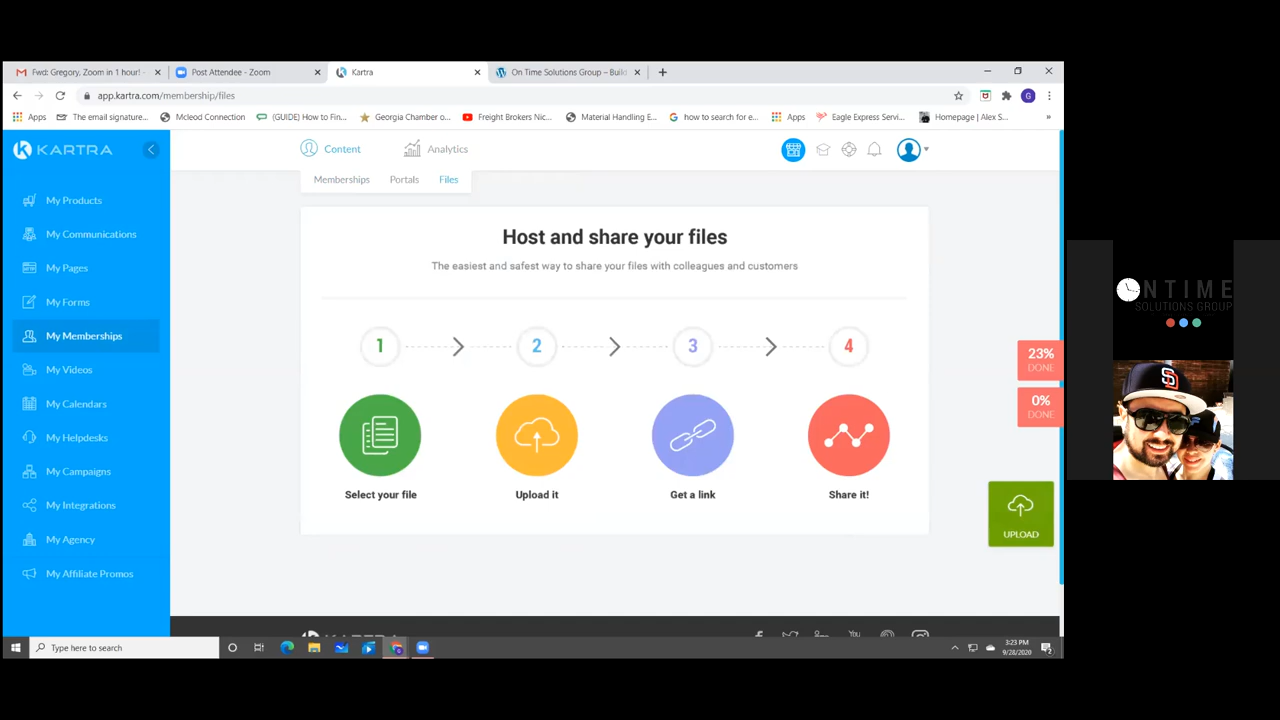 Fwd: Gregory, Zoom in 1 hour! -
Post Attendee - Zoom
Kartra
On Time Solutions Group – Build
app.kartra.com/membership/files
G
Apps
The email signature...
Mcleod Connection
(GUIDE) How to Fin...
Georgia Chamber o...
Freight Brokers Nic...
Material Handling E...
how to search for e...
Apps
Eagle Express Servi...
Homepage | Alex S...
KARTRA
Content
Analytics
Memberships
Portals
Files
My Products
My Communications
My Pages
My Forms
My Memberships
My Videos
My Calendars
My Helpdesks
My Campaigns
My Integrations
My Agency
My Affiliate Promos
Host and share your files
The easiest and safest way to share your files with colleagues and customers
1
2
3
4
Select your file
Upload it
Get a link
Share it!
23%
DONE
0%
DONE
UPLOAD
KARTRA
Type here to search
3:23 PM
9/28/2020
2
NTIME
SOLUTIONS GROUP
SD